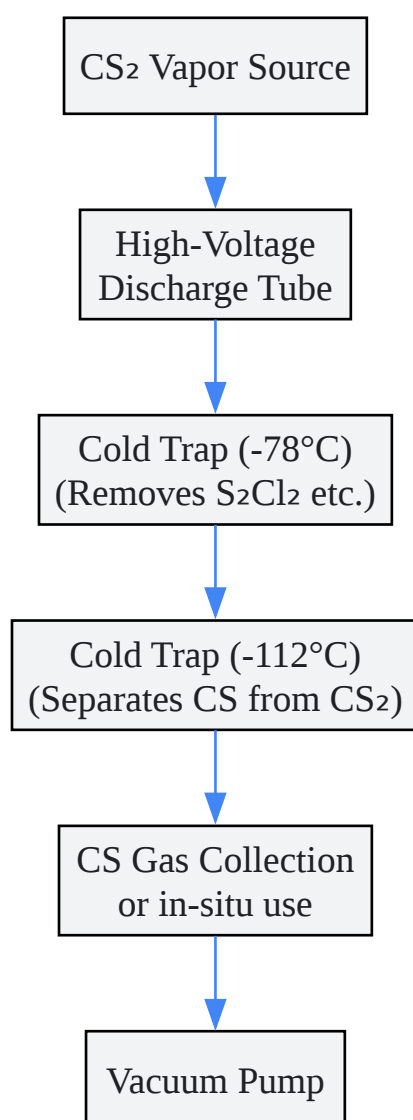 CS₂ Vapor Source
High-Voltage
Discharge Tube
Cold Trap (-78°C)
(Removes S₂Cl₂ etc.)
Cold Trap (-112°C)
(Separates CS from CS₂)
CS Gas Collection
or in-situ use
Vacuum Pump